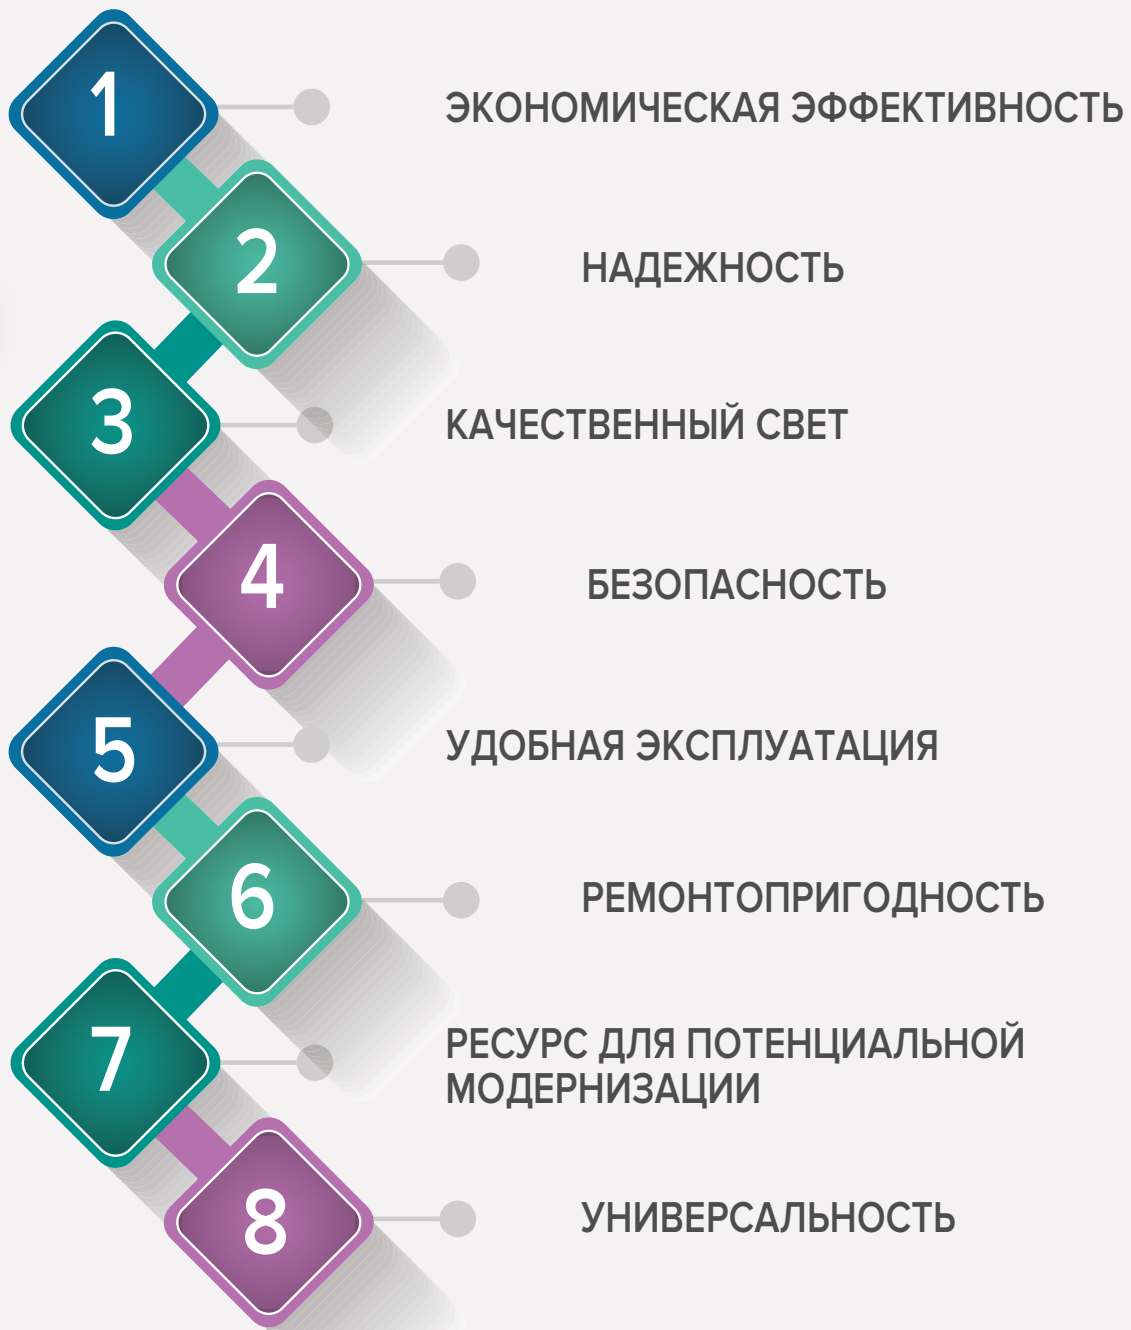 1
ЭКОНОМИЧЕСКАЯ ЭФФЕКТИВНОСТЬ
2
НАДЕЖНОСТЬ
3
КАЧЕСТВЕННЫЙ СВЕТ
4
БЕЗОПАСНОСТЬ
5
УДОБНАЯ ЭКСПЛУАТАЦИЯ
6
РЕМОНТОПРИГОДНОСТЬ
7
РЕСУРС ДЛЯ ПОТЕНЦИАЛЬНОЙ
МОДЕРНИЗАЦИИ
8
УНИВЕРСАЛЬНОСТЬ